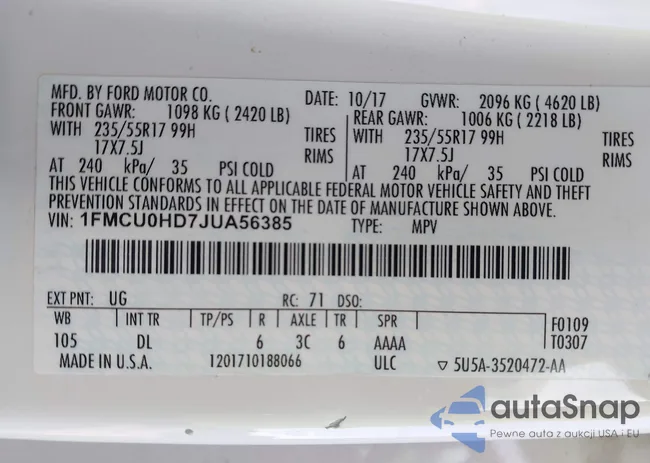 MFD. BY FORD MOTOR CO. DATE: 10/17 GVWR: 2096 KG ( 4620 LB)
FRONT GAWR: 1098 KG ( 2420 LB) REAR GAWR: 1006 KG ( 2218 LB)
WITH 235/55R17 99H TIRES WITH 235/55R17 99H TIRES
17X7.5J RIMS 17X7.5J RIMS
AT 240 kPa/ 35 PSI COLD AT 240 kPa/ 35 PSI COLD
THIS VEHICLE CONFORMS TO ALL APPLICABLE FEDERAL MOTOR VEHICLE SAFETY AND THEFT
PREVENTION STANDARDS IN EFFECT ON THE DATE OF MANUFACTURE SHOWN ABOVE.
VIN: 1FMCU0HD7JUA56385 TYPE: MPV
EXT PNT: UG RC: 71 DSO:
WB INT TR TP/PS R AXLE TR SPR F0109
105 DL 6 3C 6 AAAA T0307
MADE IN U.S.A. 1201710188066 ULC ▽ 5U5A-3520472-AA
autaSnap
Pewne auta z aukcji USA i EU